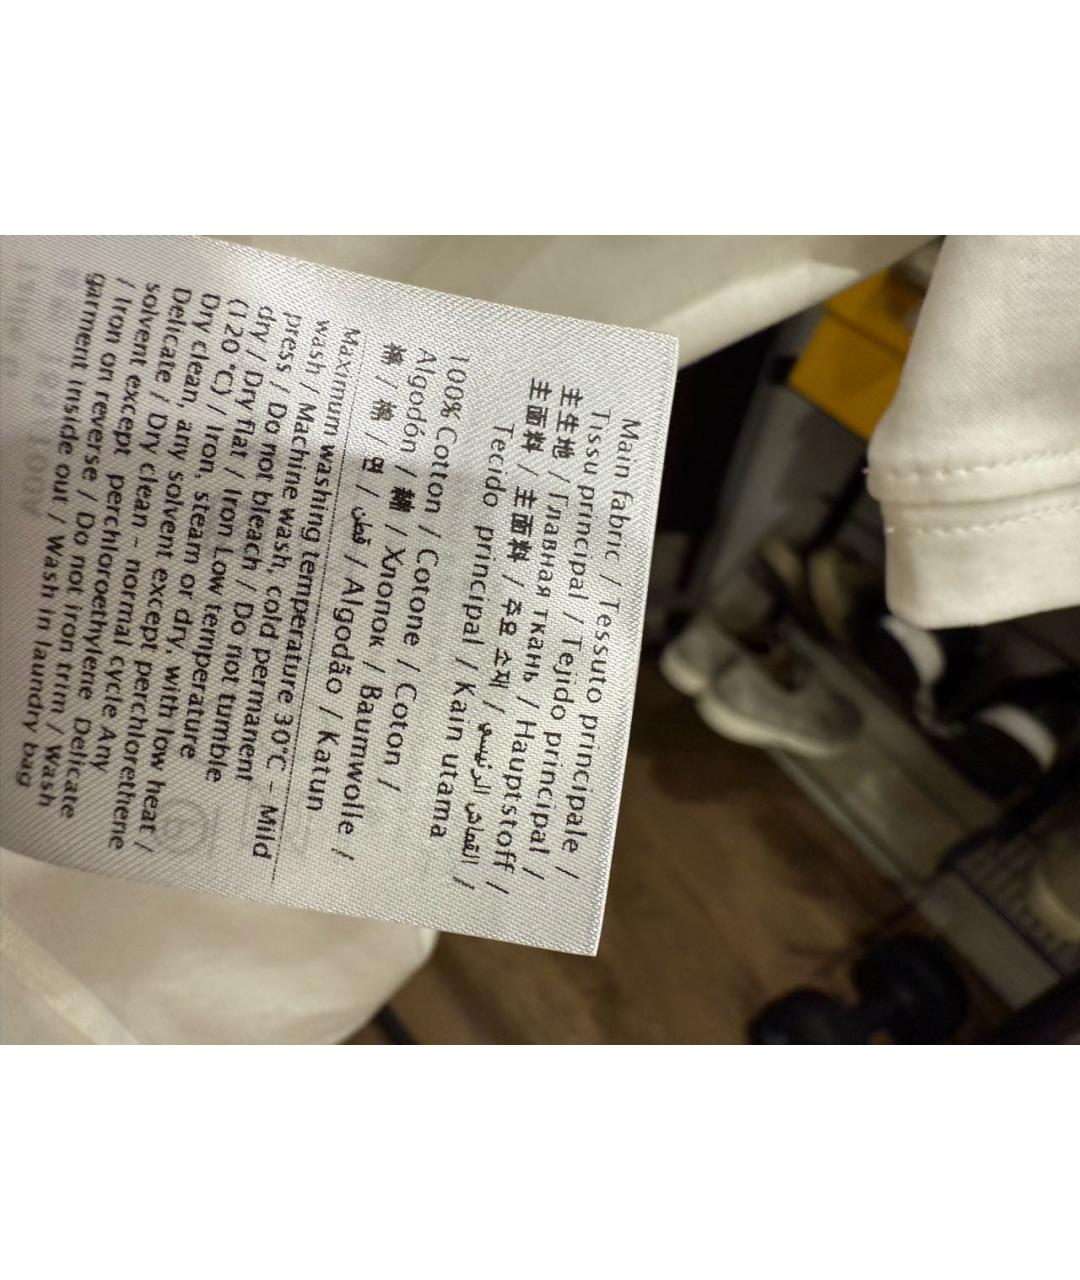 Main fabric / Tessuto principale /
Tissu principal / Tejido principal /
主生地 / Главная ткань / Hauptstoff /
主面料 / 主面料 / 주요 소재 / القماش الرئيسي /
Tecido principal / Kain utama
100% Cotton / Cotone / Coton /
Algodón / 綿 / Хлопок / Baumwolle /
棉 / 棉 / 면 / قطن / Algodão / Katun
Maximum washing temperature 30°C - Mild
wash / Machine wash, cold permanent
press / Do not bleach / Do not tumble
dry / Dry flat / Iron Low temperature
(120 °C) / Iron, steam or dry, with low heat /
Dry clean, any solvent except perchlorethene
Delicate / Dry clean - normal cycle Any
solvent except perchloroethylene Delicate
/ Iron on reverse / Do not iron trim / Wash
garment inside out / Wash in laundry bag